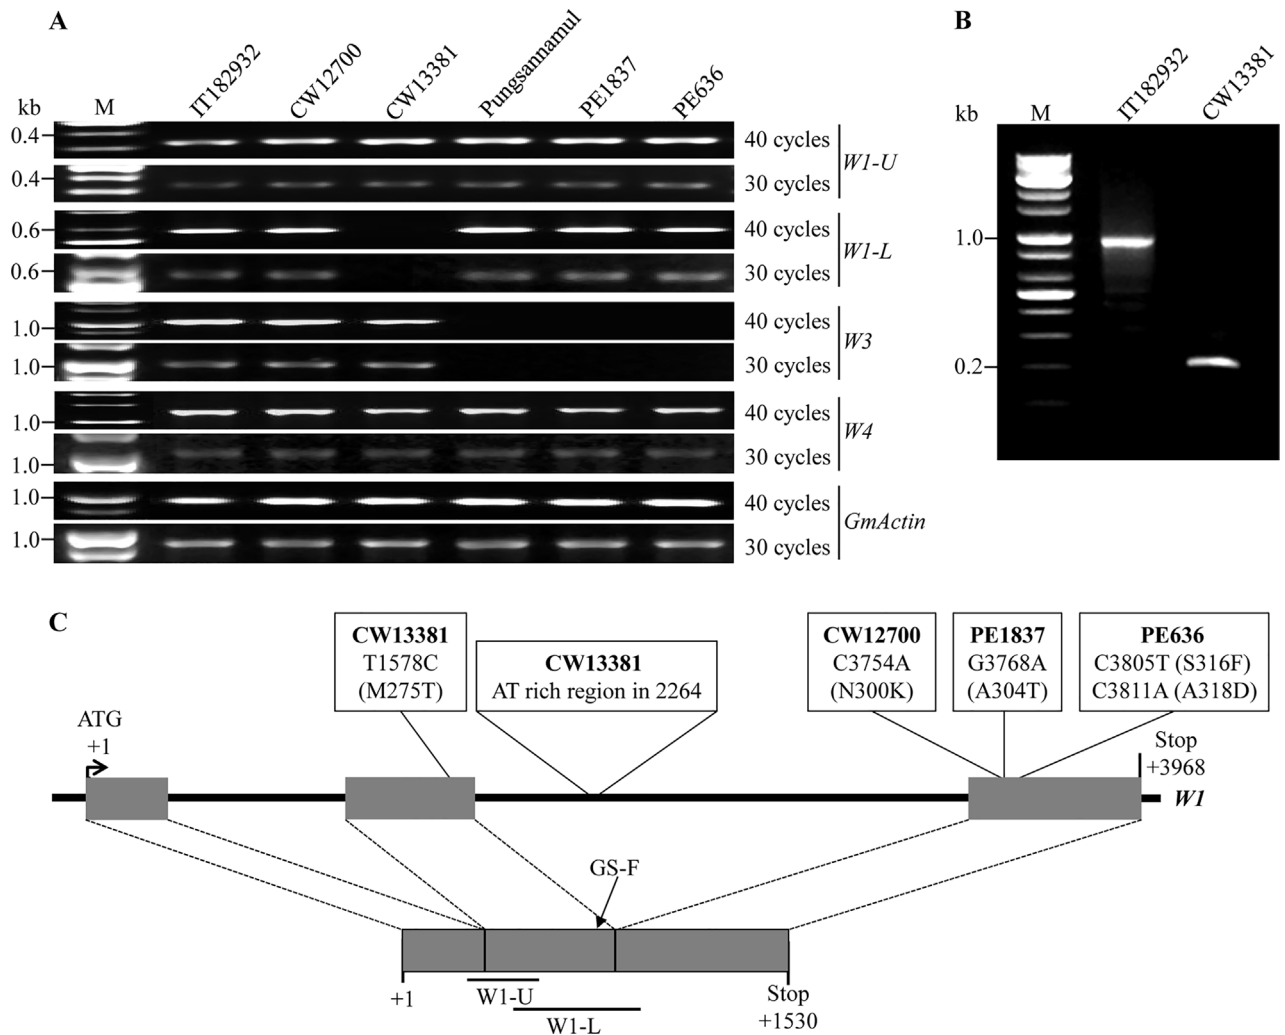 A
IT182932
CW12700
CW13381
Pungsannamul
PE1837
PE636
kb
M
0.4
40 cycles
W1-U
0.4
30 cycles
0.6
40 cycles
W1-L
0.6
30 cycles
1.0
40 cycles
W3
1.0
30 cycles
1.0
40 cycles
W4
1.0
30 cycles
1.0
40 cycles
GmActin
1.0
30 cycles
B
IT182932
CW13381
kb
M
1.0
0.2
C
CW13381
T1578C
(M275T)
CW13381
AT rich region in 2264
CW12700
C3754A
(N300K)
PE1837
G3768A
(A304T)
PE636
C3805T (S316F)
C3811A (A318D)
ATG
+1
Stop
+3968
W1
GS-F
+1
W1-U
W1-L
Stop
+1530